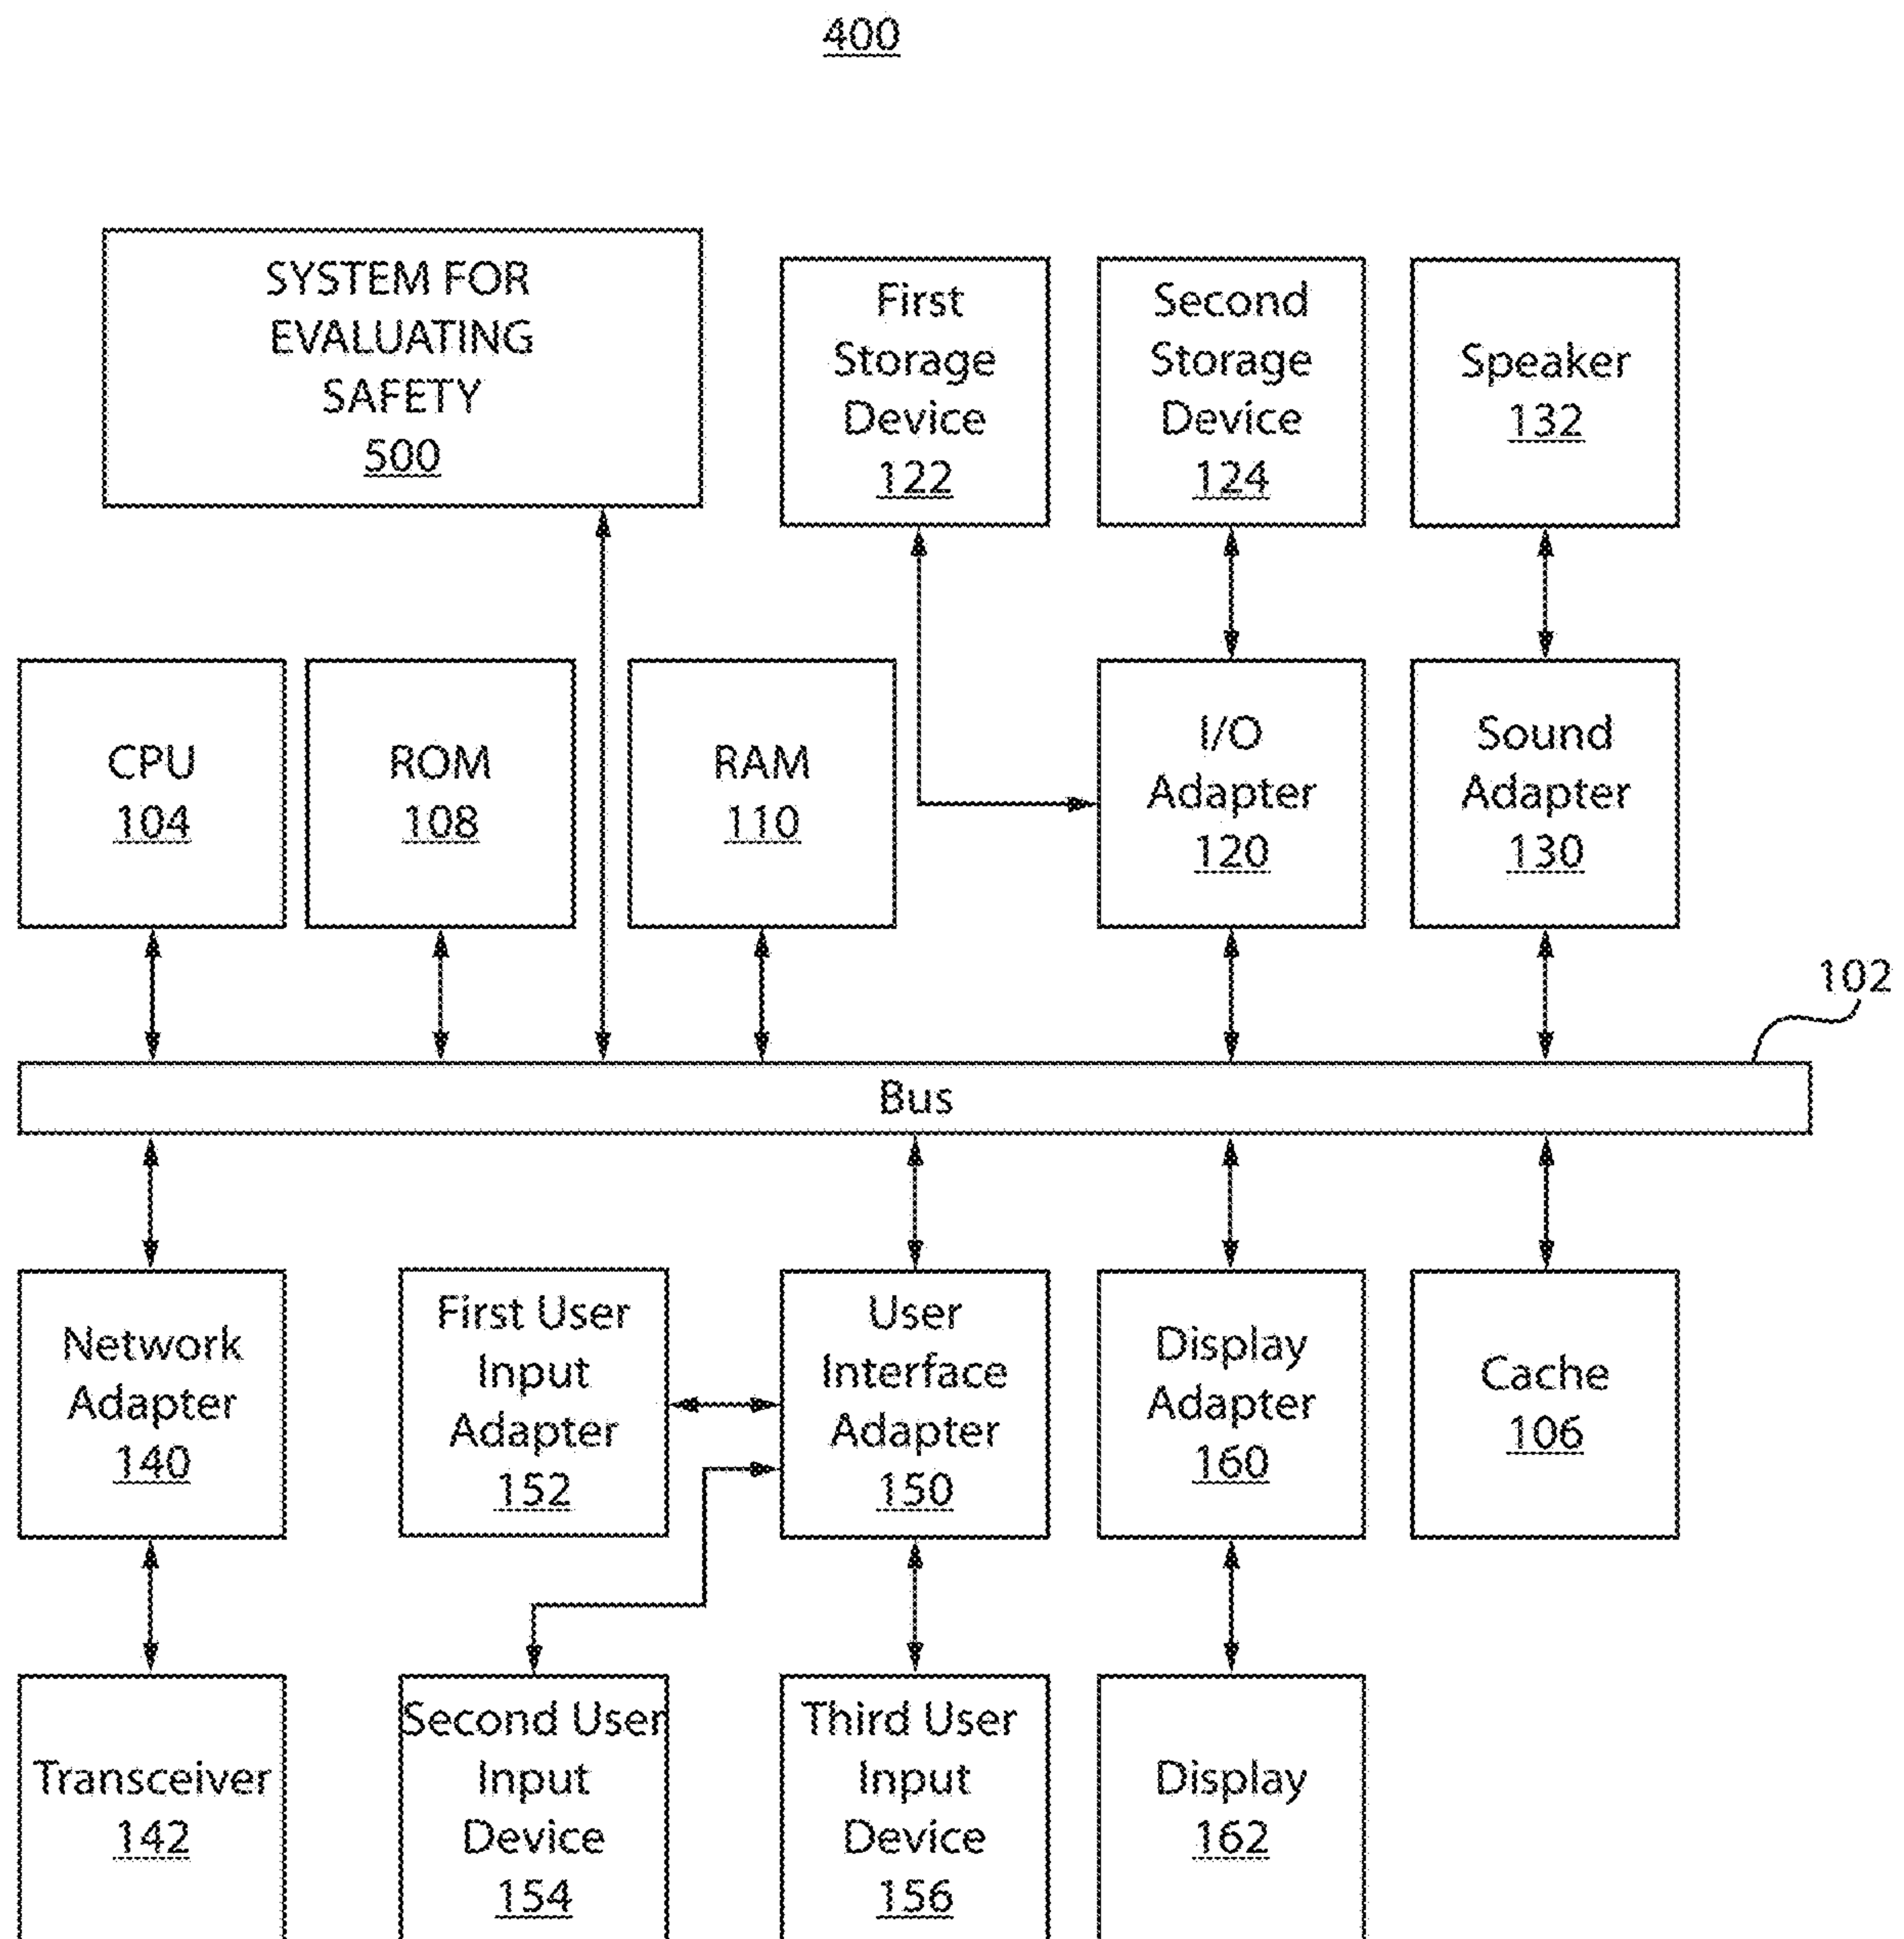 400
SYSTEM FOR
EVALUATING
SAFETY
500
First
Storage
Device
122
Second
Storage
Device
124
Speaker
132
CPU
104
ROM
108
RAM
110
I/O
Adapter
120
Sound
Adapter
130
102
Bus
Network
Adapter
140
First User
Input
Adapter
152
User
Interface
Adapter
150
Display
Adapter
160
Cache
106
Transceiver
142
Second User
Input
Device
154
Third User
Input
Device
156
Display
162